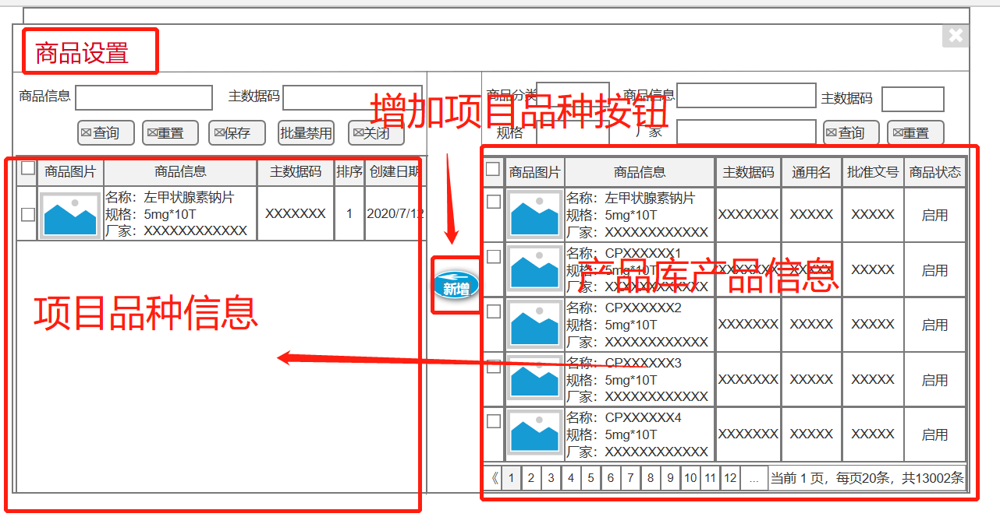 商品设置
商品信息 主数据码
查询 重置 保存 批量禁用 关闭
增加项目品种按钮
商品分类 商品信息 主数据码
规格 厂家 查询 重置
商品图片 商品信息 主数据码 排序 创建日期
名称：左甲状腺素钠片
规格：5mg*10T
厂家：XXXXXXXXXXXX
XXXXXXX 1 2020/7/12
项目品种信息
新增
商品图片 商品信息 主数据码 通用名 批准文号 商品状态
名称：左甲状腺素钠片
规格：5mg*10T
厂家：XXXXXXXXXXXX
XXXXXXX XXXXX XXXXX 启用
名称：CPXXXXXX1
规格：5mg*10T
厂家：XXXXXXXXXXXX
XXXXXXX XXXXX XXXXX 启用
产品库产品信息
名称：CPXXXXXX2
规格：5mg*10T
厂家：XXXXXXXXXXXX
XXXXXXX XXXXX XXXXX 启用
名称：CPXXXXXX3
规格：5mg*10T
厂家：XXXXXXXXXXXX
XXXXXXX XXXXX XXXXX 启用
名称：CPXXXXXX4
规格：5mg*10T
厂家：XXXXXXXXXXXX
XXXXXXX XXXXX XXXXX 启用
《 1 2 3 4 5 6 7 8 9 10 11 12 ... 当前 1 页，每页20条，共13002条